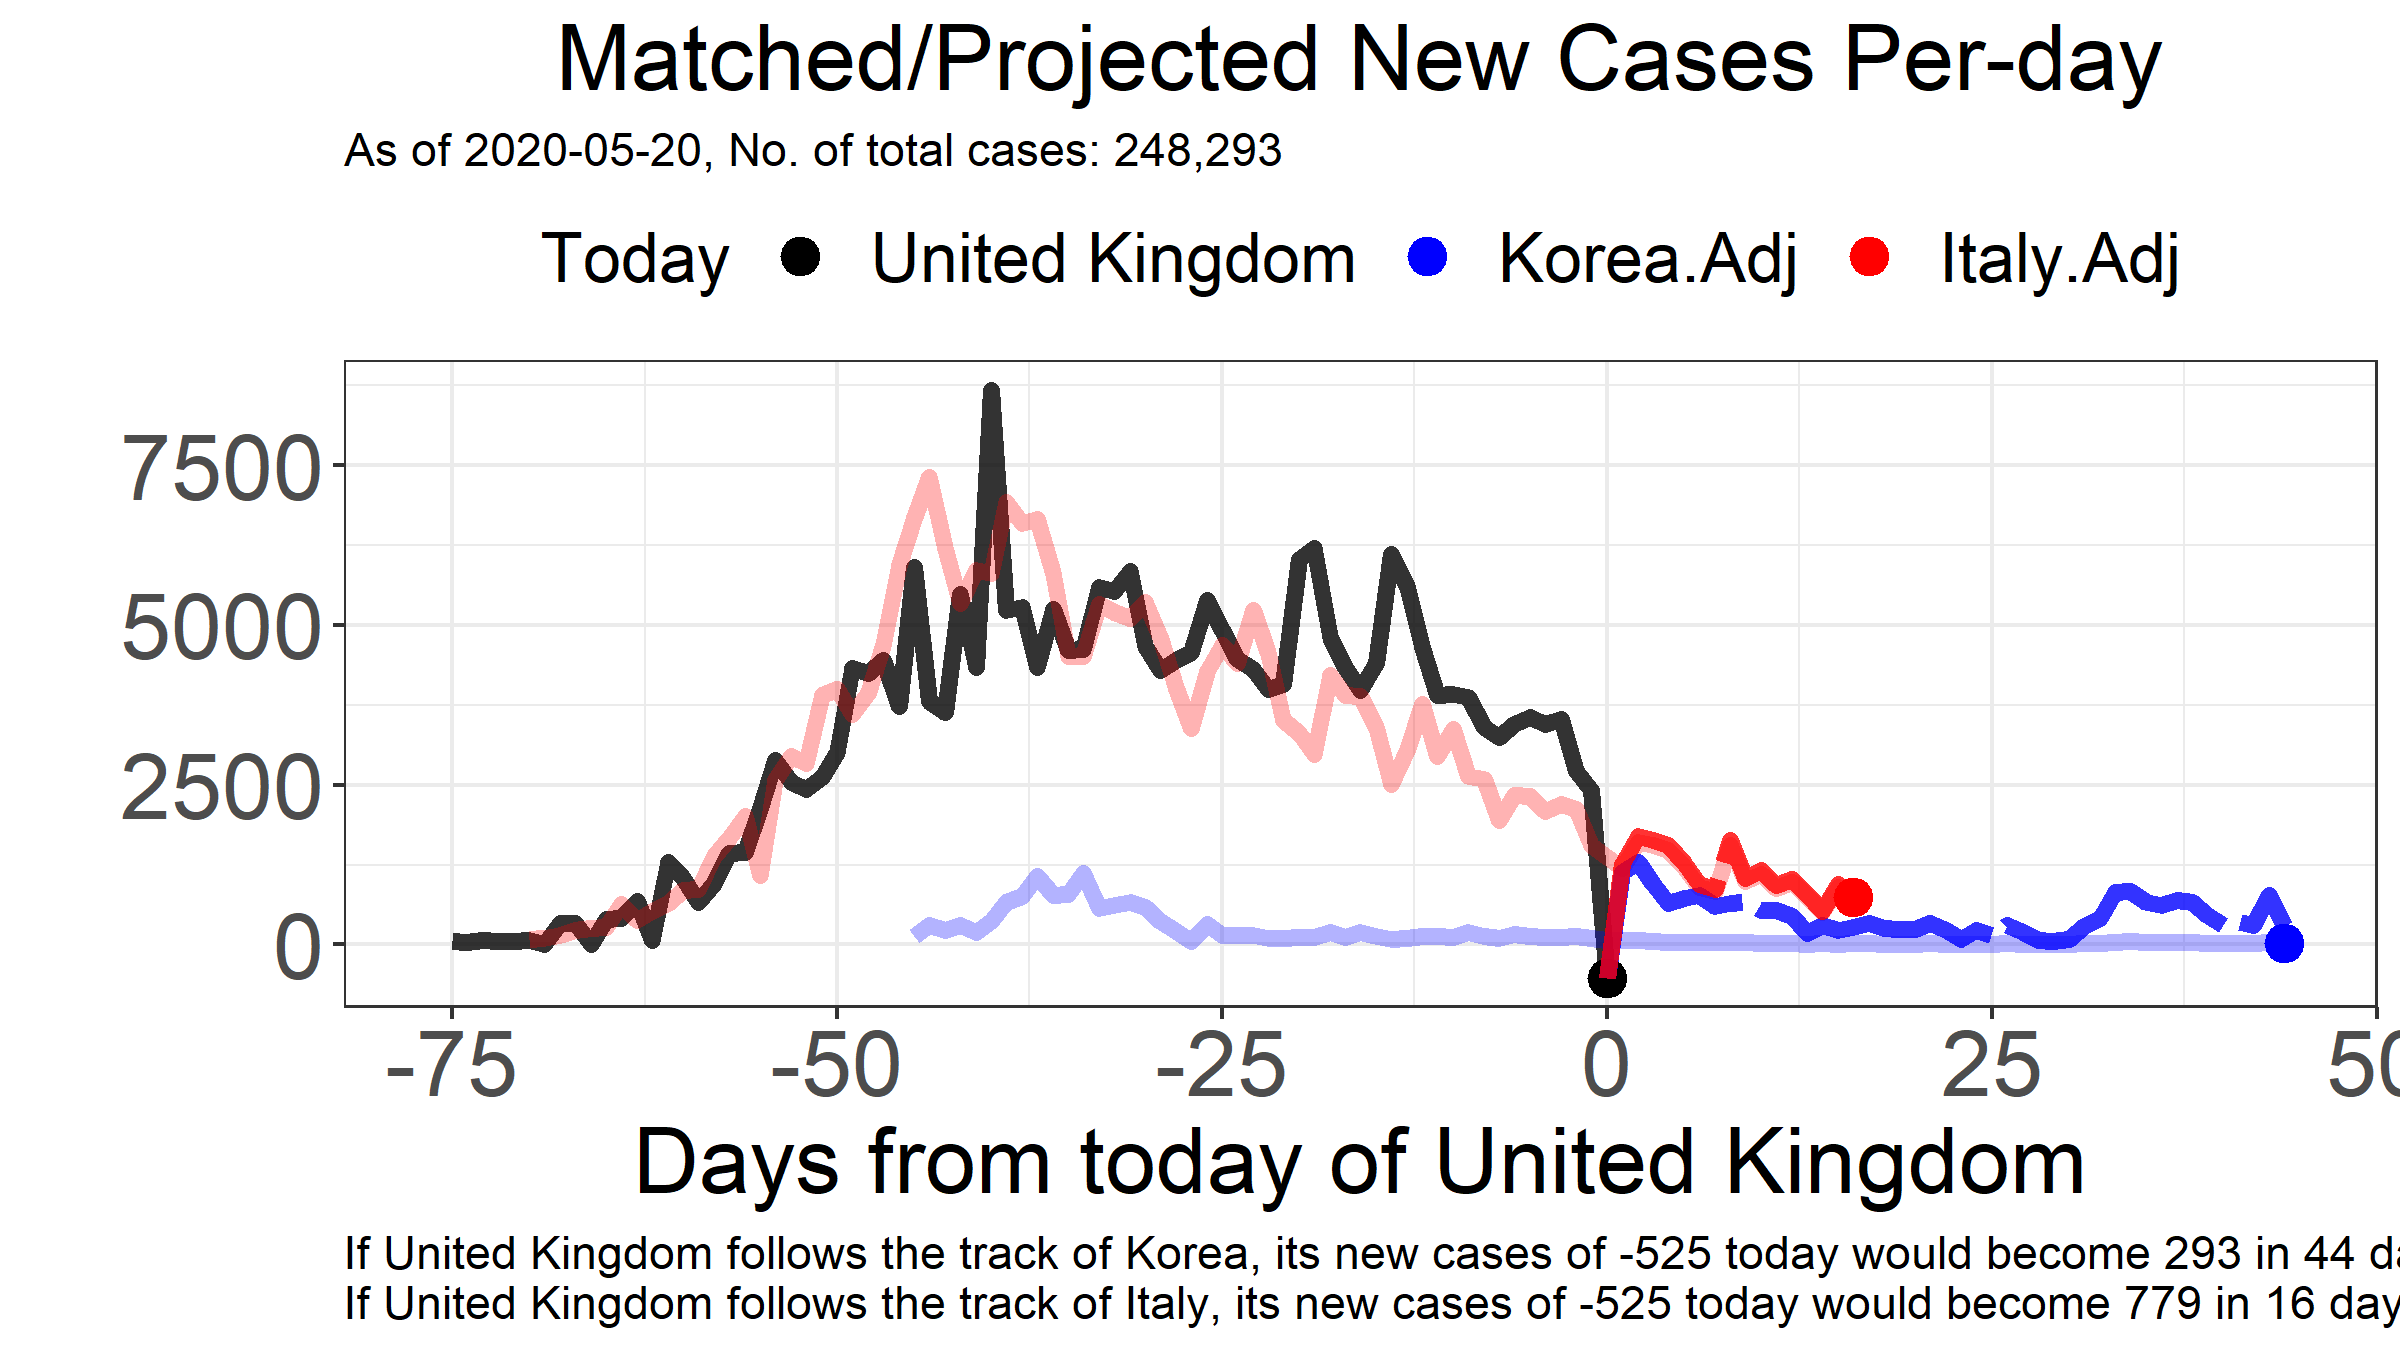 Matched/Projected New Cases Per-day
As of 2020-05-20, No. of total cases: 248,293
Today United Kingdom Korea.Adj Italy.Adj
7500
5000
2500
0
-75 -50 -25 0 25 50
Days from today of United Kingdom
If United Kingdom follows the track of Korea, its new cases of -525 today would become 293 in 44 da
If United Kingdom follows the track of Italy, its new cases of -525 today would become 779 in 16 day